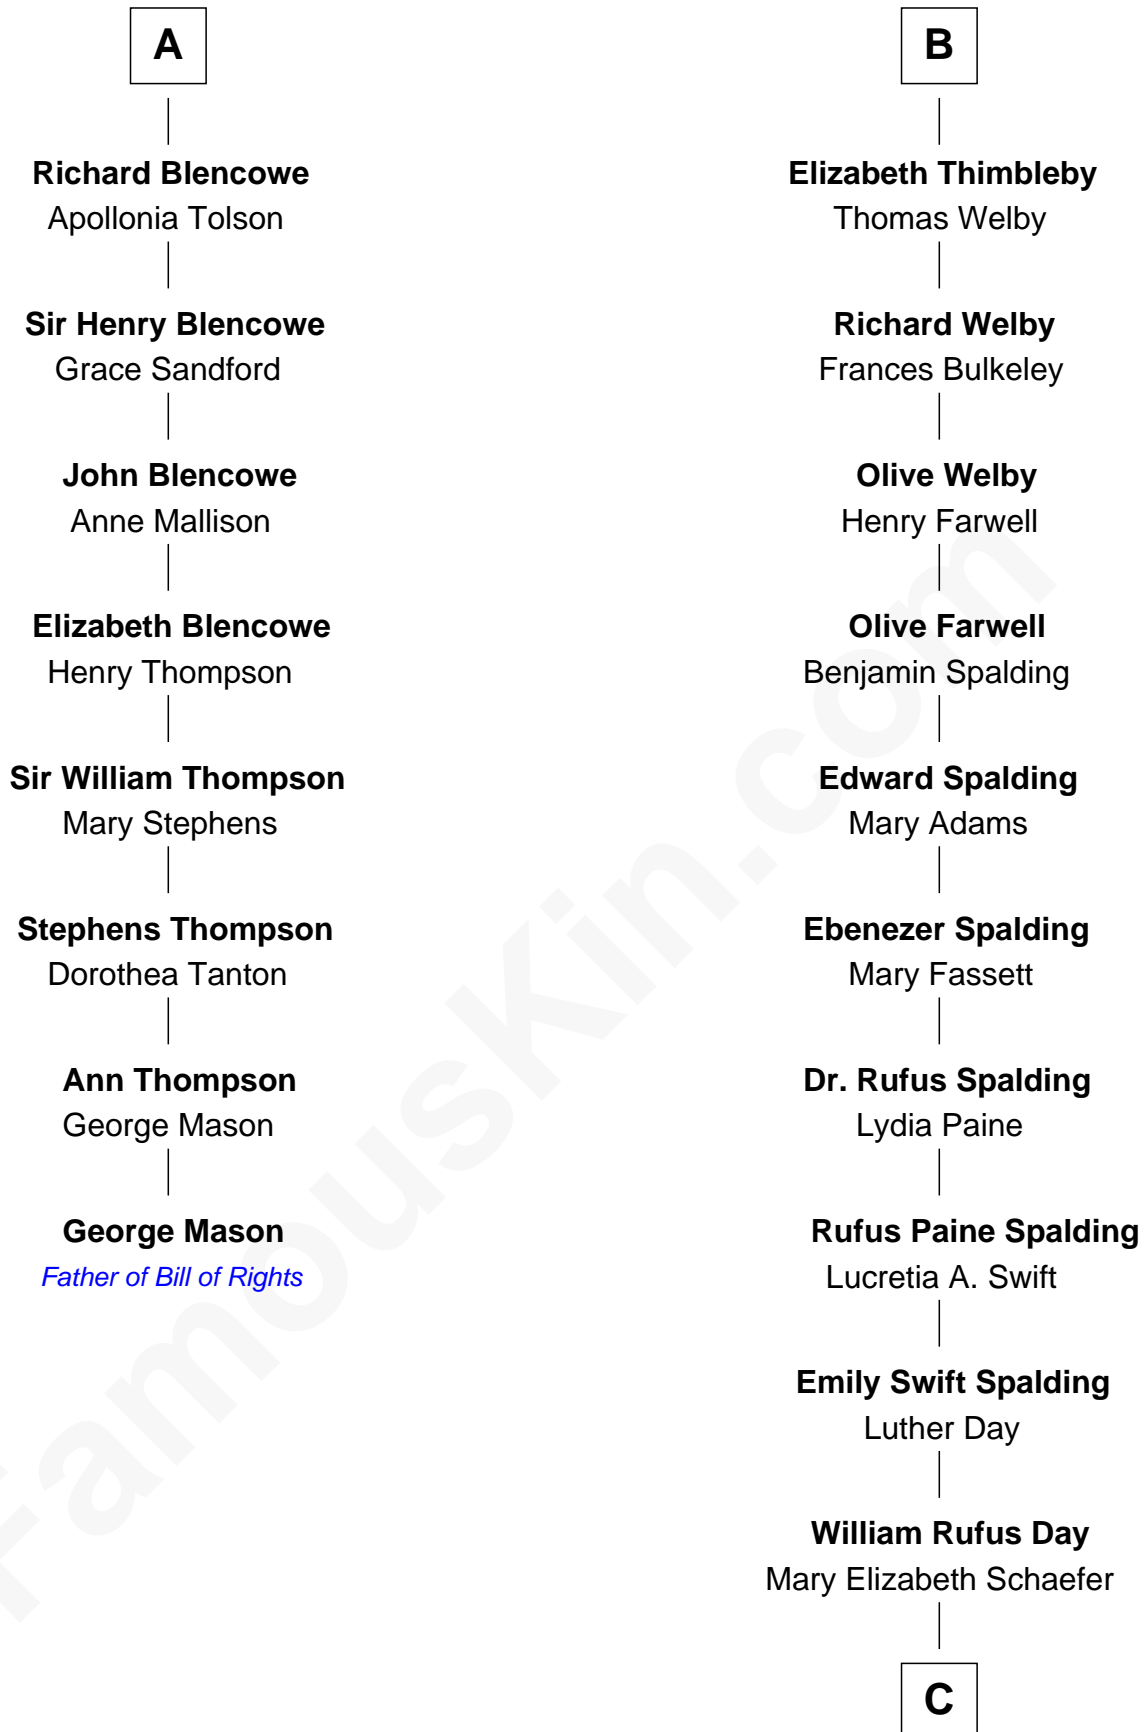 A
Richard Blencowe
Apollonia Tolson
Sir Henry Blencowe
Grace Sandford
John Blencowe
Anne Mallison
Elizabeth Blencowe
Henry Thompson
Sir William Thompson
Mary Stephens
Stephens Thompson
Dorothea Tanton
Ann Thompson
George Mason
George Mason
Father of Bill of Rights
B
Elizabeth Thimbleby
Thomas Welby
Richard Welby
Frances Bulkeley
Olive Welby
Henry Farwell
Olive Farwell
Benjamin Spalding
Edward Spalding
Mary Adams
Ebenezer Spalding
Mary Fassett
Dr. Rufus Spalding
Lydia Paine
Rufus Paine Spalding
Lucretia A. Swift
Emily Swift Spalding
Luther Day
William Rufus Day
Mary Elizabeth Schaefer
C
FamousKin.com